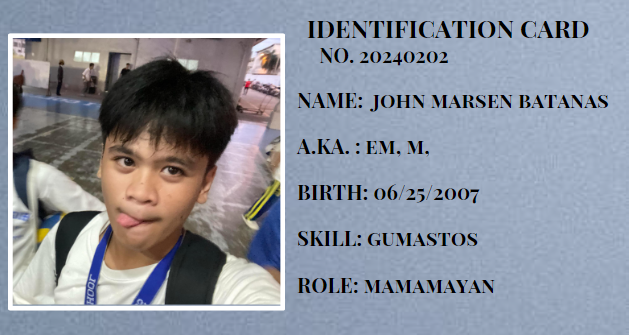 IDENTIFICATION CARD
NO. 20240202
NAME: JOHN MARSEN BATANAS
A.KA. : EM, M,
BIRTH: 06/25/2007
SKILL: GUMASTOS
ROLE: MAMAMAYAN